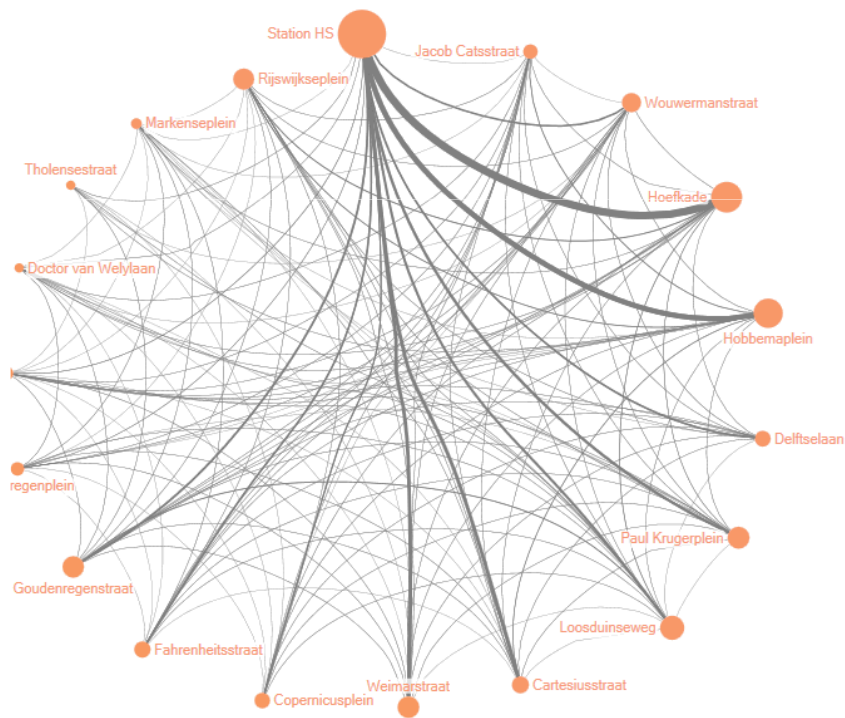 Station HS
Jacob Catsstraat
Rijswijkseplein
Wouwermanstraat
Markenseplein
Tholensestraat
Hoefkade
Doctor van Welylaan
Hobbemaplein
Delftselaan
regenplein
Paul Krugerplein
Goudenregenstraat
Loosduinseweg
Fahrenheitsstraat
Weimarstraat
Cartesiusstraat
Copernicusplein